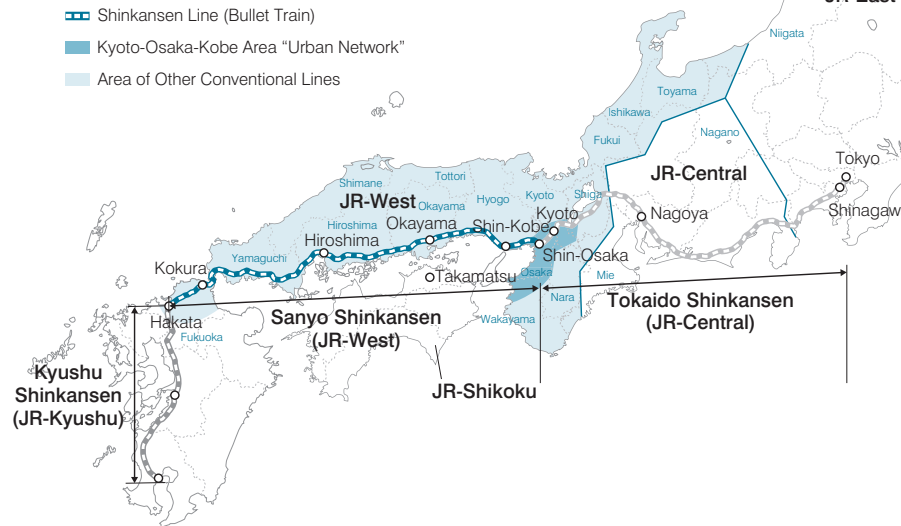 JR-East
Shinkansen Line (Bullet Train)
Kyoto-Osaka-Kobe Area “Urban Network”
Area of Other Conventional Lines
Niigata
Toyama
Ishikawa
Nagano
Fukui
Tokyo
JR-Central
Shimane
Tottori
Hyogo
Kyoto
Shiga
JR-West
Okayama
Shinagaw
Hiroshima
Okayama
Shin-Kobe
Kyoto
Nagoya
Hiroshima
Shin-Osaka
Yamaguchi
Kokura
Takamatsu
Osaka
Mie
Nara
Hakata
Sanyo Shinkansen
(JR-West)
Tokaido Shinkansen
(JR-Central)
Wakayama
Fukuoka
Kyushu
Shinkansen
(JR-Kyushu)
JR-Shikoku